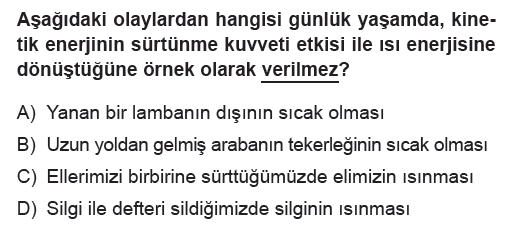 Aşağıdaki olaylardan hangisi günlük yaşamda, kine-
tik enerjinin sürtünme kuvveti etkisi ile ısı enerjisine
dönüştüğüne örnek olarak verilmez?
A) Yanan bir lambanın dışının sıcak olması
B) Uzun yoldan gelmiş arabanın tekerleğinin sıcak olması
C) Ellerimizi birbirine sürttüğümüzde elimizin ısınması
D) Silgi ile defteri sildiğimizde silginin ısınması